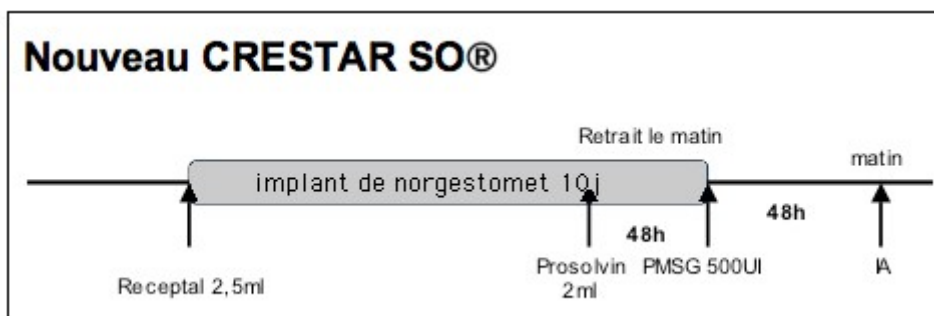 Nouveau CRESTAR SO®
Retrait le matin
matin
implant de norgestomet 10j
48h
48h
Receptal 2,5ml
Prosolvin
2ml
PMSG 500UI
IA